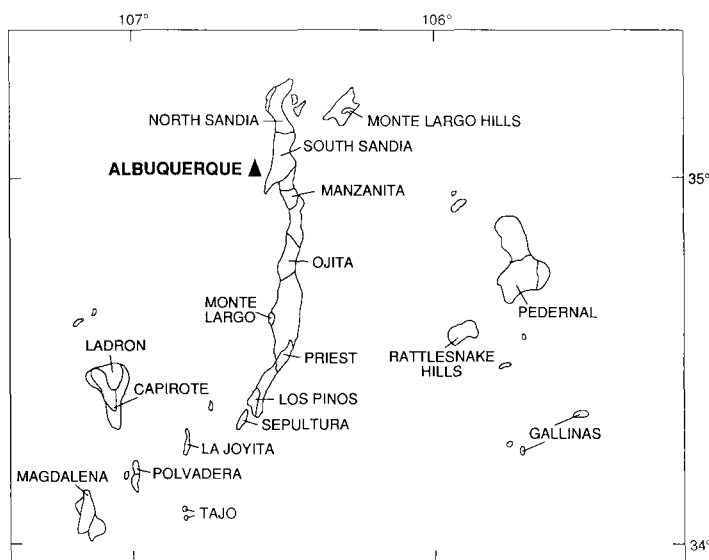 107°
106°
NORTH SANDIA
MONTE LARGO HILLS
SOUTH SANDIA
ALBUQUERQUE
35°
MANZANITA
OJITA
MONTE
LARGO
PEDERNAL
LADRON
PRIEST
RATTLESNAKE
HILLS
CAPIROTE
LOS PINOS
SEPULTURA
GALLINAS
LA JOYITA
MAGDALENA
POLVADERA
TAJO
34°